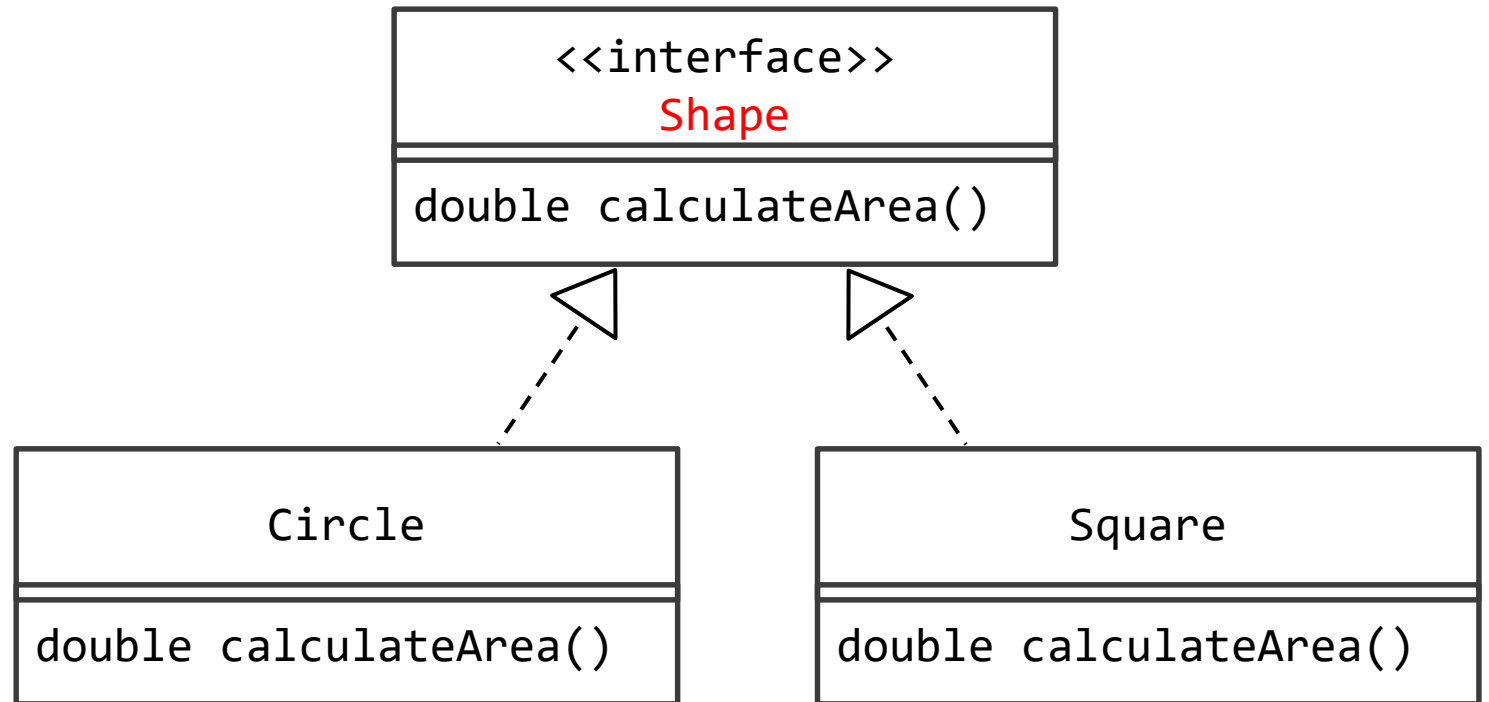 <<interface>>
Shape
double calculateArea()
Circle
double calculateArea()
Square
double calculateArea()